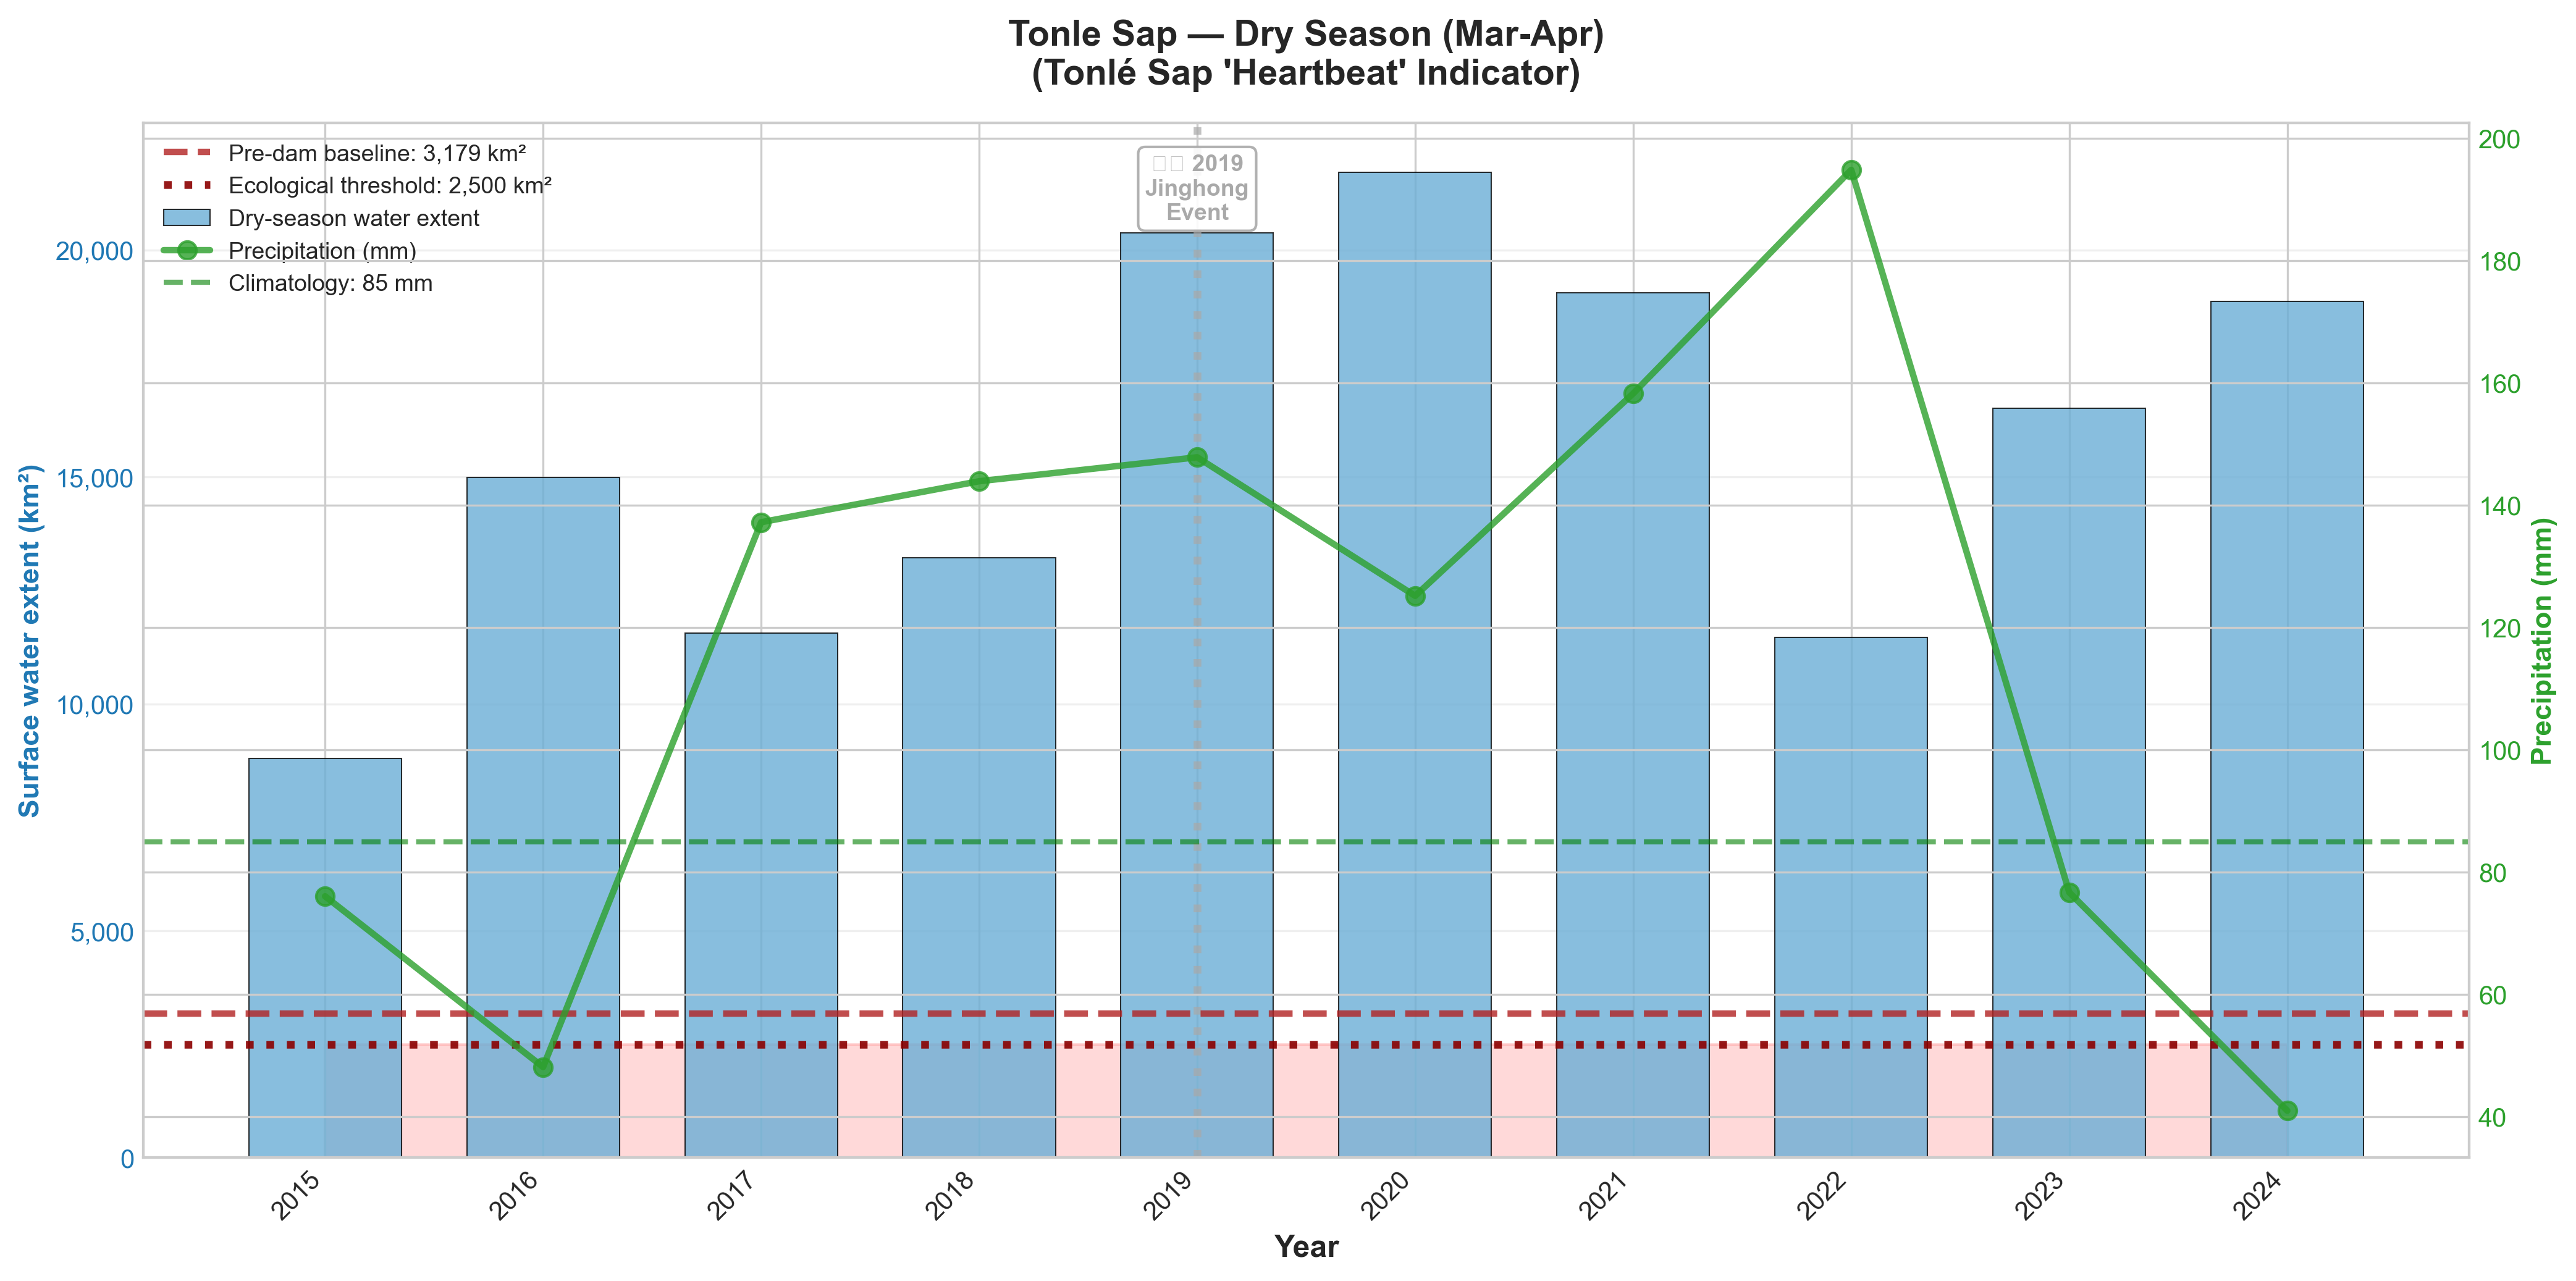 Tonle Sap — Dry Season (Mar-Apr)
(Tonlé Sap 'Heartbeat' Indicator)
Pre-dam baseline: 3,179 km²
Ecological threshold: 2,500 km²
Dry-season water extent
Precipitation (mm)
Climatology: 85 mm
2019
Jinghong
Event
Surface water extent (km²)
20,000
15,000
10,000
5,000
0
200
180
160
140
120
100
80
60
40
Precipitation (mm)
2015
2016
2017
2018
2019
2020
2021
2022
2023
2024
Year